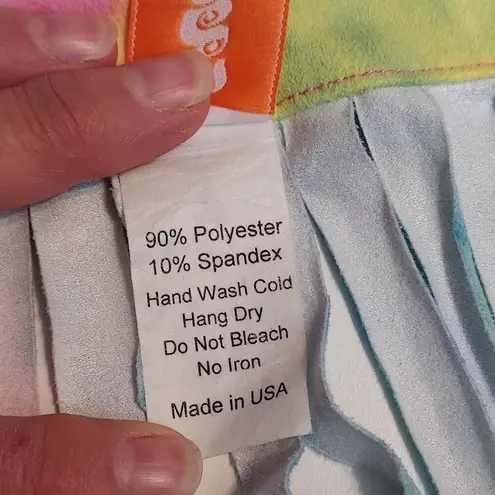 90% Polyester
10% Spandex
Hand Wash Cold
Hang Dry
Do Not Bleach
No Iron
Made in USA